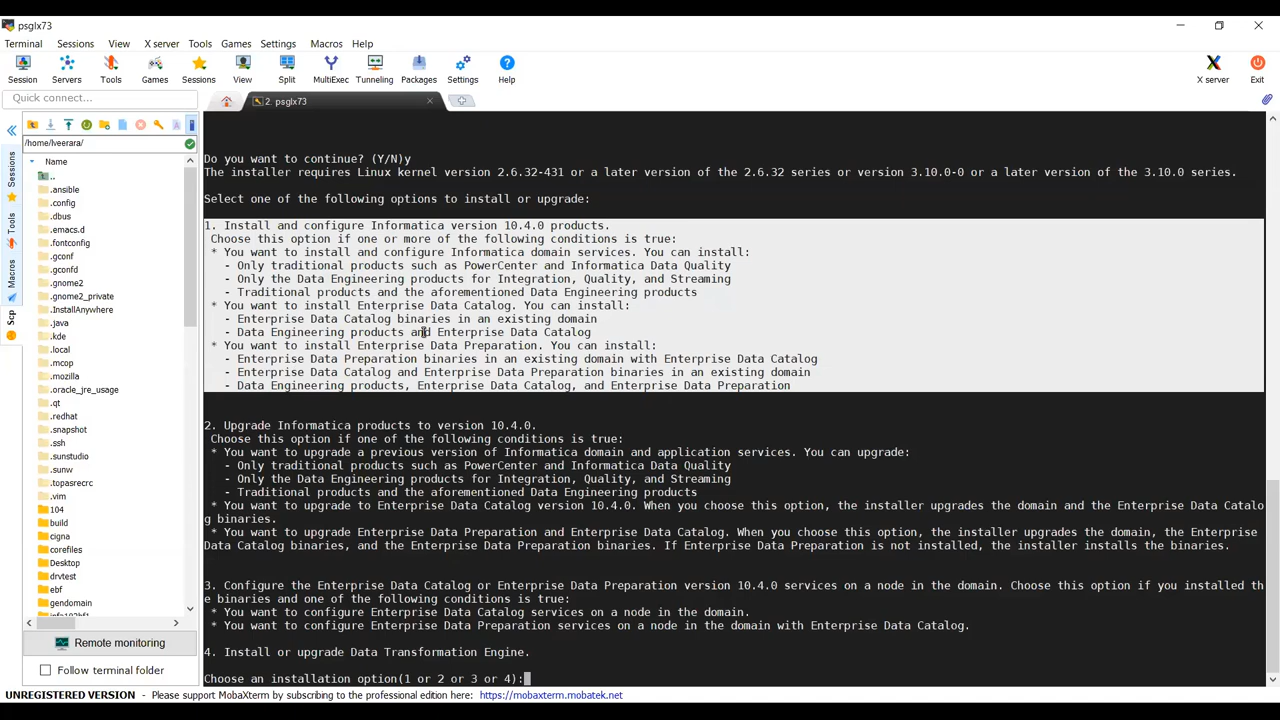 psglx73
Terminal Sessions View X server Tools Games Settings Macros Help
Session Servers Tools Games Sessions View Split MultiExec Tunneling Packages Settings Help X server Exit
Quick connect...
2. psglx73
/home/lveerara/
Name
..
.ansible
.config
.dbus
.emacs.d
.fontconfig
.gconf
.gconfd
.gnome2
.gnome2_private
.InstallAnywhere
.java
.kde
.local
.mcop
.mozilla
.oracle_jre_usage
.qt
.redhat
.snapshot
.ssh
.sunstudio
.sunw
.topasrecrc
.vim
104
build
cigna
corefiles
Desktop
drvtest
ebf
gendomain
Sessions
Tools
Macros
Scp
Remote monitoring
Follow terminal folder
Do you want to continue? (Y/N)y
The installer requires Linux kernel version 2.6.32-431 or a later version of the 2.6.32 series or version 3.10.0-0 or a later version of the 3.10.0 series.
Select one of the following options to install or upgrade:
1. Install and configure Informatica version 10.4.0 products.
Choose this option if one or more of the following conditions is true:
* You want to install and configure Informatica domain services. You can install:
- Only traditional products such as PowerCenter and Informatica Data Quality
- Only the Data Engineering products for Integration, Quality, and Streaming
- Traditional products and the aforementioned Data Engineering products
* You want to install Enterprise Data Catalog. You can install:
- Enterprise Data Catalog binaries in an existing domain
- Data Engineering products and Enterprise Data Catalog
* You want to install Enterprise Data Preparation. You can install:
- Enterprise Data Preparation binaries in an existing domain with Enterprise Data Catalog
- Enterprise Data Catalog and Enterprise Data Preparation binaries in an existing domain
- Data Engineering products, Enterprise Data Catalog, and Enterprise Data Preparation
2. Upgrade Informatica products to version 10.4.0.
Choose this option if one of the following conditions is true:
* You want to upgrade a previous version of Informatica domain and application services. You can upgrade:
- Only traditional products such as PowerCenter and Informatica Data Quality
- Only the Data Engineering products for Integration, Quality, and Streaming
- Traditional products and the aforementioned Data Engineering products
* You want to upgrade to Enterprise Data Catalog version 10.4.0. When you choose this option, the installer upgrades the domain and the Enterprise Data Catalo
g binaries.
* You want to upgrade Enterprise Data Preparation and Enterprise Data Catalog. When you choose this option, the installer upgrades the domain, the Enterprise
Data Catalog binaries, and the Enterprise Data Preparation binaries. If Enterprise Data Preparation is not installed, the installer installs the binaries.
3. Configure the Enterprise Data Catalog or Enterprise Data Preparation version 10.4.0 services on a node in the domain. Choose this option if you installed th
e binaries and one of the following conditions is true:
* You want to configure Enterprise Data Catalog services on a node in the domain.
* You want to configure Enterprise Data Preparation services on a node in the domain with Enterprise Data Catalog.
4. Install or upgrade Data Transformation Engine.
Choose an installation option(1 or 2 or 3 or 4):
UNREGISTERED VERSION - Please support MobaXterm by subscribing to the professional edition here: https://mobaxterm.mobatek.net